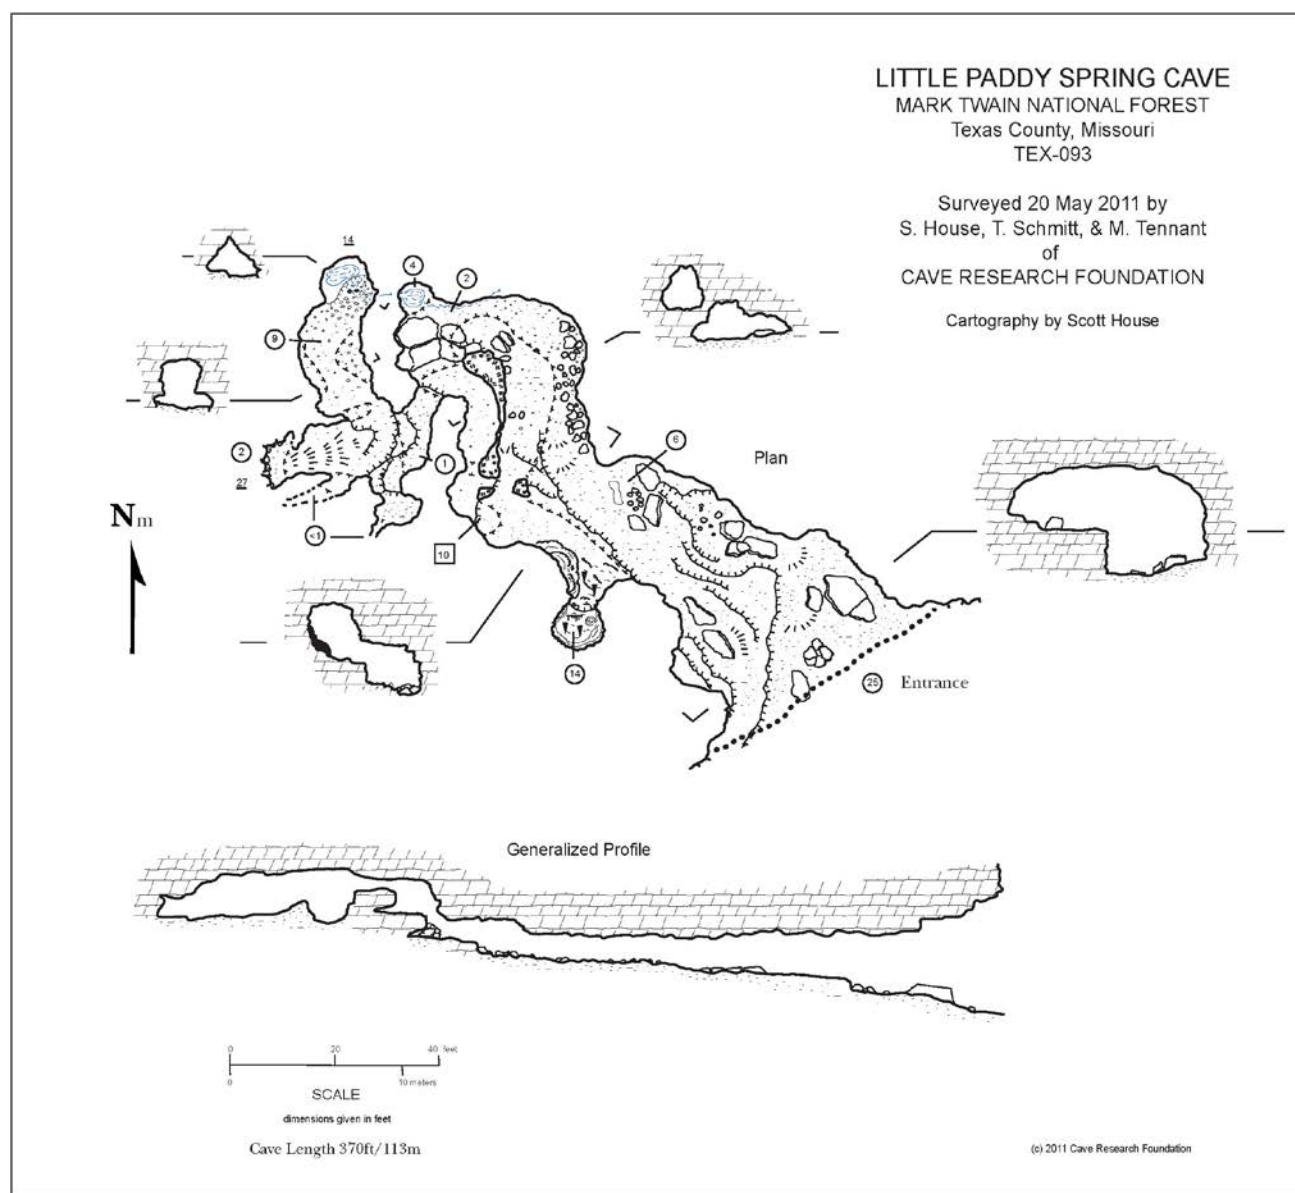 LITTLE PADDY SPRING CAVE
MARK TWAIN NATIONAL FOREST
Texas County, Missouri
TEX-093
Surveyed 20 May 2011 by
S. House, T. Schmitt, & M. Tennant
of
CAVE RESEARCH FOUNDATION
Cartography by Scott House
14
4
2
9
6
2
1
27
Plan
Nm
<1
10
14
25 Entrance
Generalized Profile
0 20 40 feet
0 10 meters
SCALE
dimensions given in feet
Cave Length 370ft/113m
(c) 2011 Cave Research Foundation